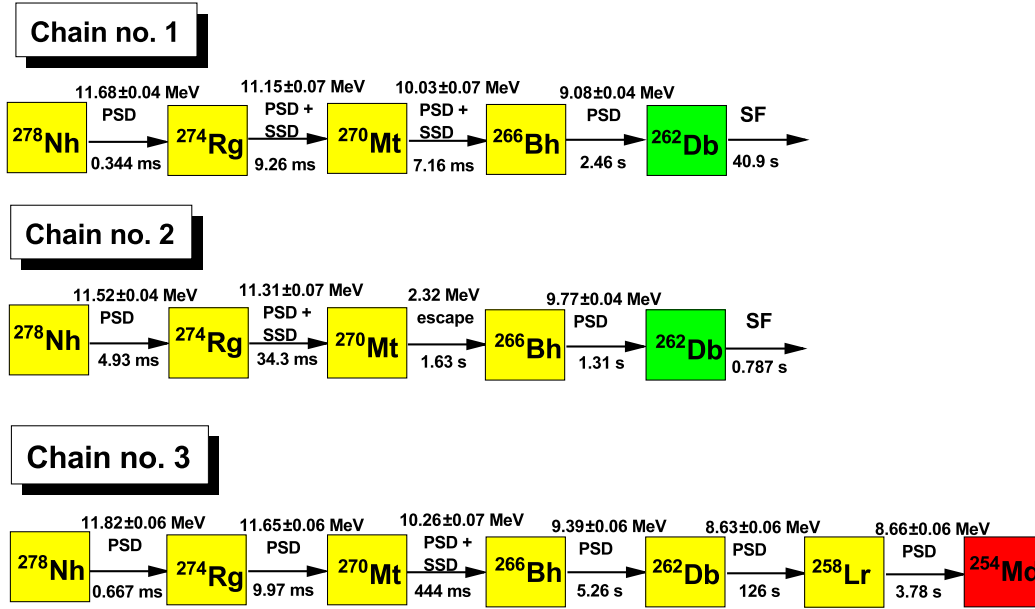 Chain no. 1
11.68±0.04 MeV 11.15±0.07 MeV 10.03±0.07 MeV 9.08±0.04 MeV
PSD PSD + PSD + PSD SF
SSD SSD
278Nh 274Rg 270Mt 266Bh 262Db
0.344 ms 9.26 ms 7.16 ms 2.46 s 40.9 s
Chain no. 2
11.52±0.04 MeV 11.31±0.07 MeV 2.32 MeV 9.77±0.04 MeV
PSD PSD + escape PSD SF
SSD
278Nh 274Rg 270Mt 266Bh 262Db
4.93 ms 34.3 ms 1.63 s 1.31 s 0.787 s
Chain no. 3
11.82±0.06 MeV 11.65±0.06 MeV 10.26±0.07 MeV 9.39±0.06 MeV 8.63±0.06 MeV 8.66±0.06 MeV
PSD PSD PSD + PSD PSD PSD
SSD
278Nh 274Rg 270Mt 266Bh 262Db 258Lr 254Md
0.667 ms 9.97 ms 444 ms 5.26 s 126 s 3.78 s